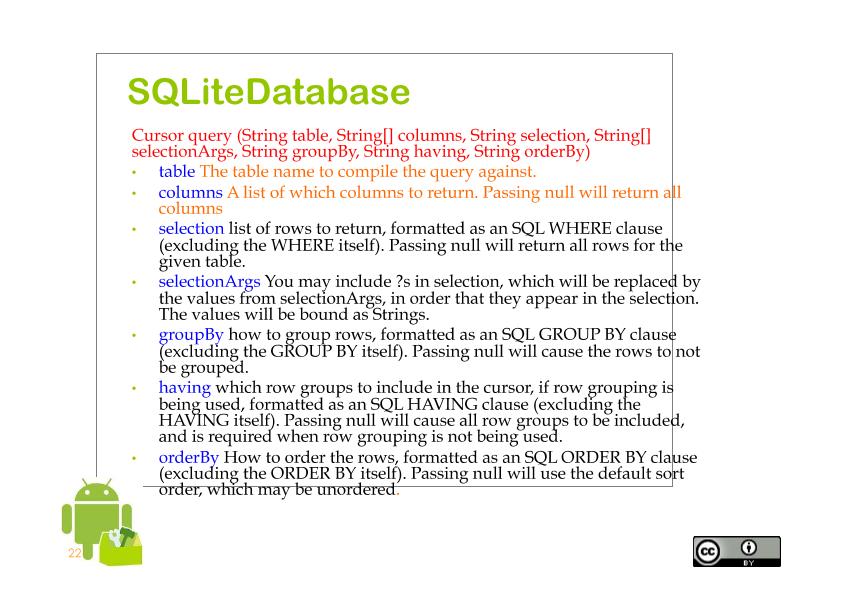 SQLiteDatabase
Cursor query (String table, String[] columns, String selection, String[]
selectionArgs, String groupBy, String having, String orderBy)
• table The table name to compile the query against.
• columns A list of which columns to return. Passing null will return all
columns
• selection list of rows to return, formatted as an SQL WHERE clause
(excluding the WHERE itself). Passing null will return all rows for the
given table.
• selectionArgs You may include ?s in selection, which will be replaced by
the values from selectionArgs, in order that they appear in the selection.
The values will be bound as Strings.
• groupBy how to group rows, formatted as an SQL GROUP BY clause
(excluding the GROUP BY itself). Passing null will cause the rows to not
be grouped.
• having which row groups to include in the cursor, if row grouping is
being used, formatted as an SQL HAVING clause (excluding the
HAVING itself). Passing null will cause all row groups to be included,
and is required when row grouping is not being used.
• orderBy How to order the rows, formatted as an SQL ORDER BY clause
(excluding the ORDER BY itself). Passing null will use the default sort
order, which may be unordered.
22
cc
BY